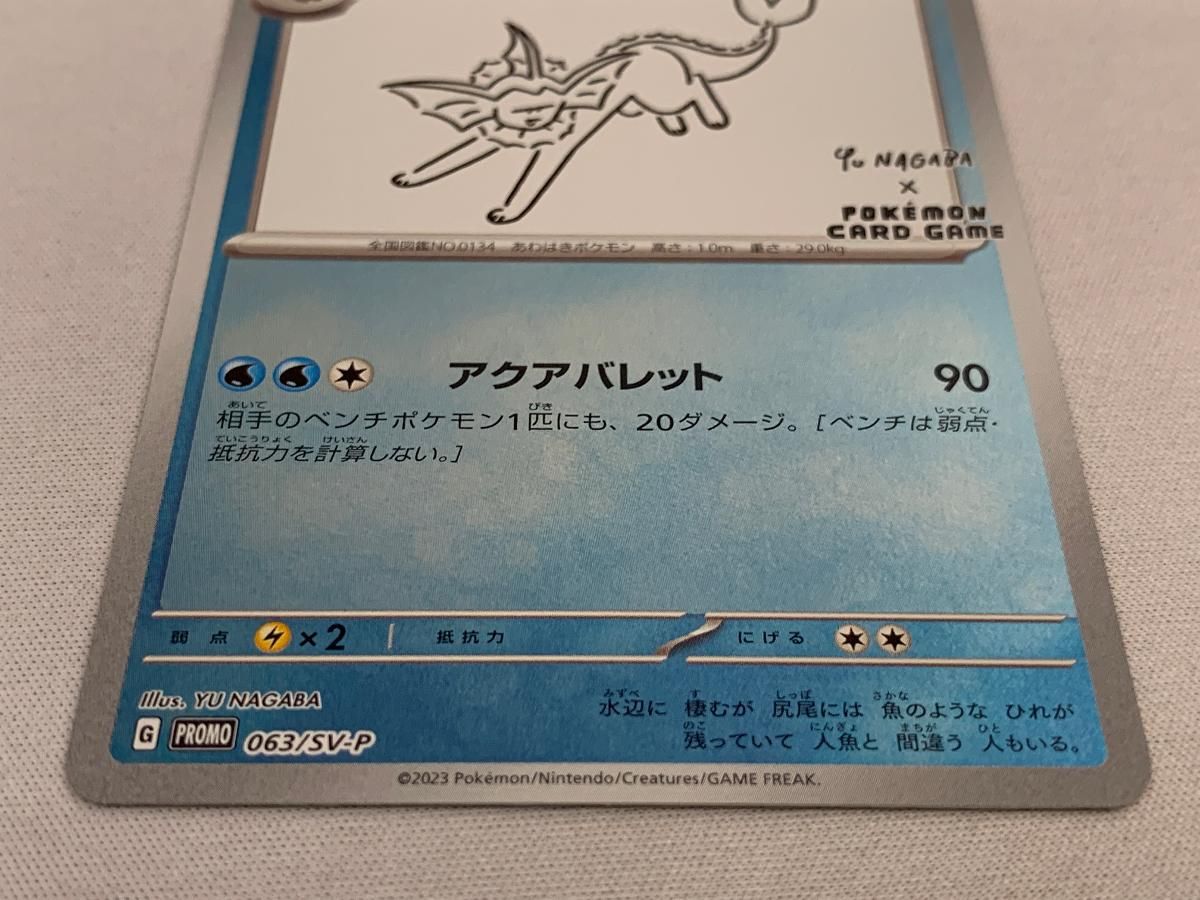 Yu NAGABA
×
POKÉMON
CARD GAME
全国図鑑NO.0134 あわはきポケモン 高さ:1.0m 重さ:29.0kg
アクアバレット 90
相手のベンチポケモン1匹にも、20ダメージ。[ベンチは弱点・
抵抗力を計算しない。]
弱点 ×2 抵抗力 にげる
Illus. YU NAGABA
水辺に 棲むが 尻尾には 魚のような ひれが
残っていて 人魚と 間違う 人もいる。
G PROMO 063/SV-P
©2023 Pokémon/Nintendo/Creatures/GAME FREAK.